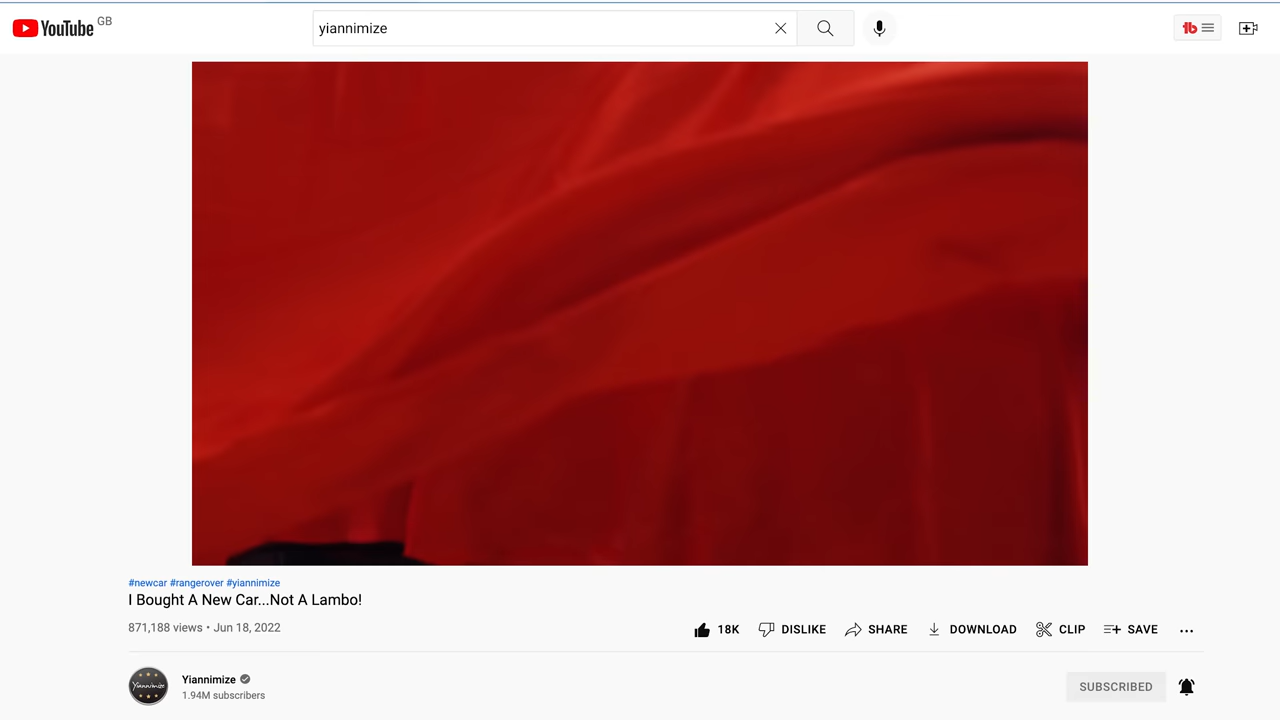 YouTube GB
yiannimize
#newcar #rangerover #yiannimize
I Bought A New Car...Not A Lambo!
871,188 views • Jun 18, 2022
18K DISLIKE SHARE DOWNLOAD CLIP SAVE ...
Yiannimize
Yiannimize
1.94M subscribers
SUBSCRIBED